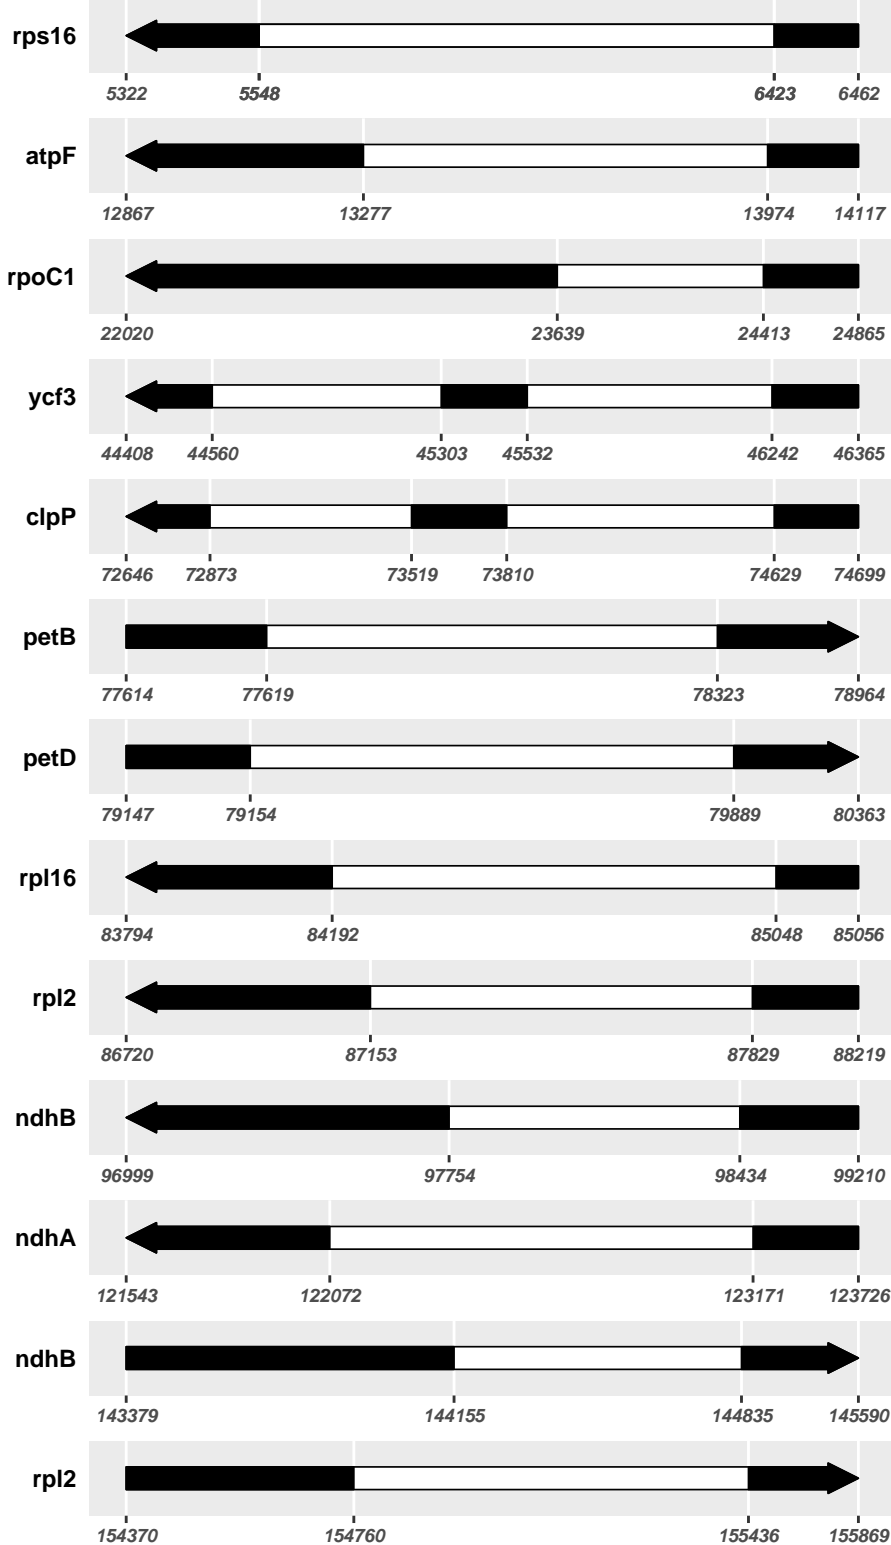 rps16
5322 5548 6423 6462
atpF
12867 13277 13974 14117
rpoC1
22020 23639 24413 24865
ycf3
44408 44560 45303 45532 46242 46365
clpP
72646 72873 73519 73810 74629 74699
petB
77614 77619 78323 78964
petD
79147 79154 79889 80363
rpl16
83794 84192 85048 85056
rpl2
86720 87153 87829 88219
ndhB
96999 97754 98434 99210
ndhA
121543 122072 123171 123726
ndhB
143379 144155 144835 145590
rpl2
154370 154760 155436 155869